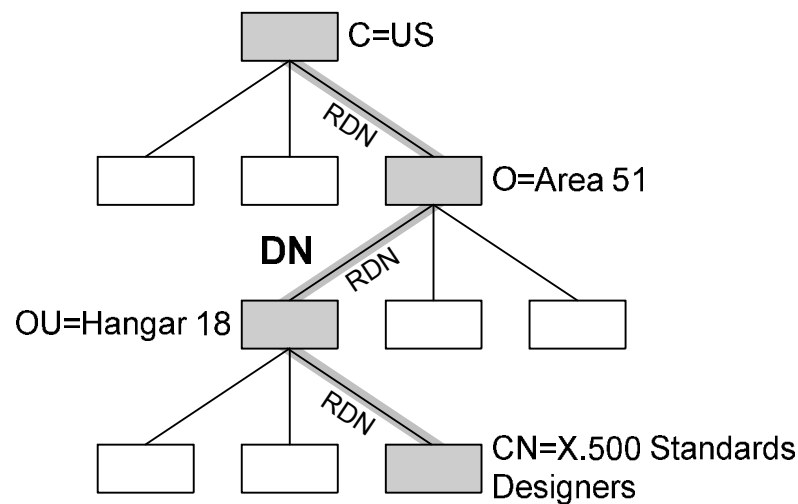 C=US
RDN
O=Area 51
DN
RDN
OU=Hangar 18
RDN
CN=X.500 Standards
Designers